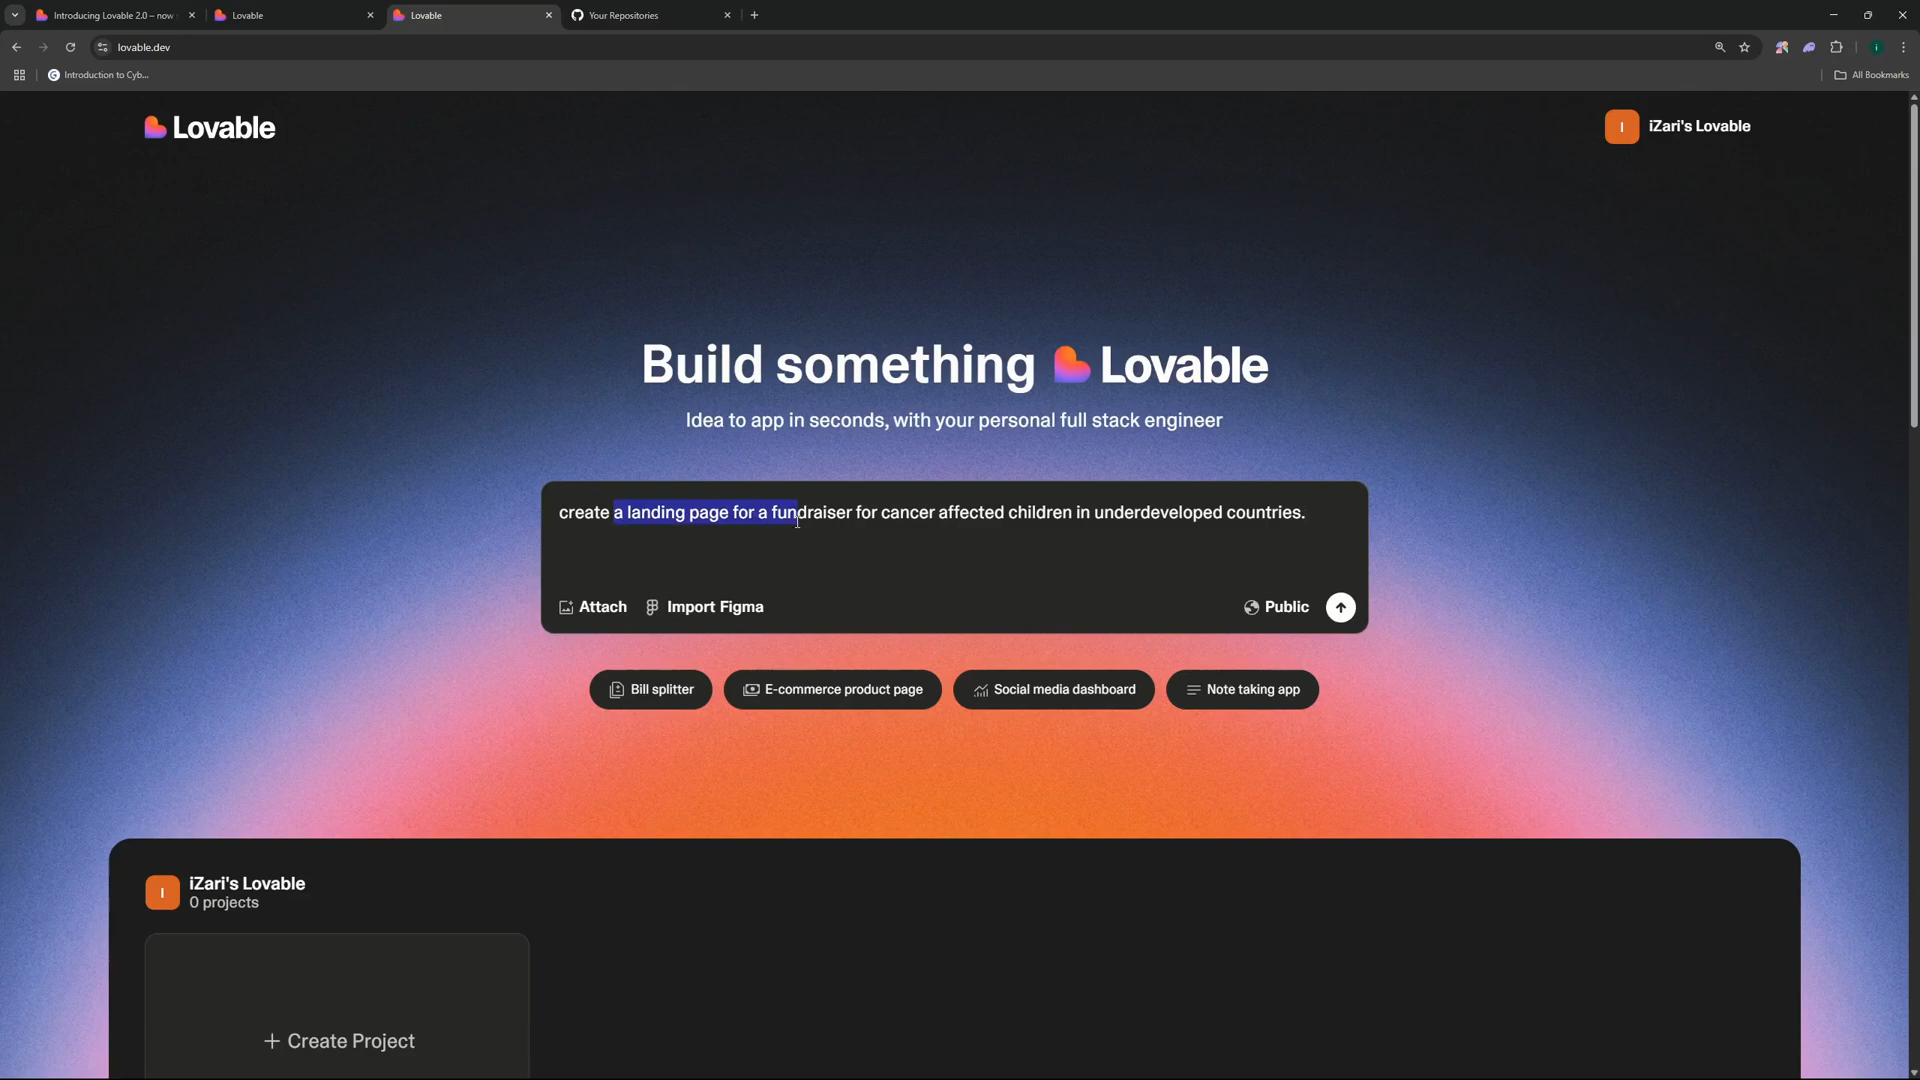 Introducing Lovable 2.0 – now
Lovable
Lovable
Your Repositories
lovable.dev
Introduction to Cyb...
All Bookmarks
Lovable
I
iZari's Lovable
Build something Lovable
Idea to app in seconds, with your personal full stack engineer
create a landing page for a fundraiser for cancer affected children in underdeveloped countries.
Attach
Import Figma
Public
Bill splitter
E-commerce product page
Social media dashboard
Note taking app
I
iZari's Lovable
0 projects
+ Create Project